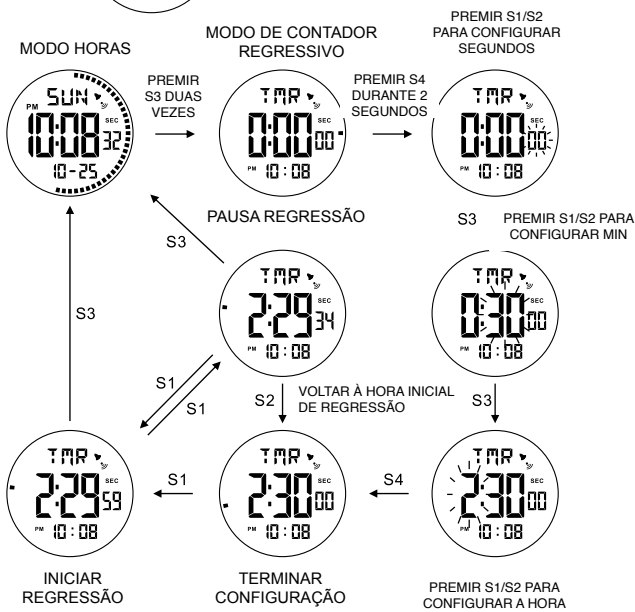 MODO HORAS
MODO DE CONTADOR
REGRESSIVO
PREMIR S1/S2
PARA CONFIGURAR
SEGUNDOS
SUN
PM
10:08
SEC
32
10-25
PREMIR
S3 DUAS
VEZES
TMR
0:00
SEC
00
PM 10:08
PREMIR S4
DURANTE 2
SEGUNDOS
TMR
0:00
SEC
00
PM 10:08
PAUSA REGRESSÃO
S3
PREMIR S1/S2 PARA
CONFIGURAR MIN
S3
S3
TMR
2:29
SEC
34
PM 10:08
TMR
0:30
SEC
00
PM 10:08
S1
S1
S2
VOLTAR À HORA INICIAL
DE REGRESSÃO
S3
TMR
2:29
SEC
59
PM 10:08
S1
TMR
2:30
SEC
00
PM 10:08
S4
TMR
2:30
SEC
00
PM 10:08
INICIAR
REGRESSÃO
TERMINAR
CONFIGURAÇÃO
PREMIR S1/S2 PARA
CONFIGURAR A HORA